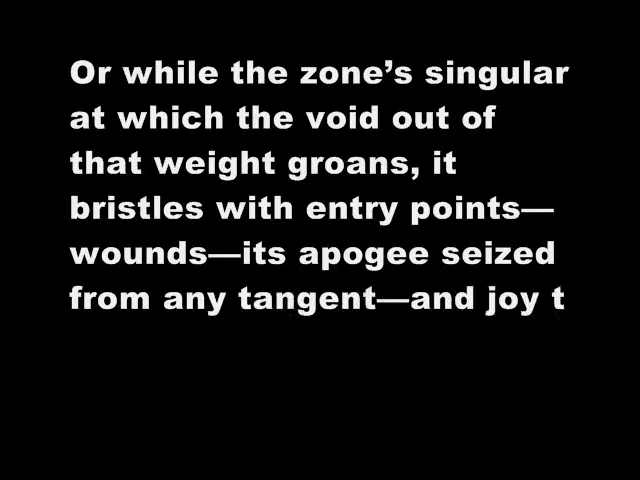 Or while the zone’s singular
at which the void out of
that weight groans, it
bristles with entry points—
wounds—its apogee seized
from any tangent—and joy t